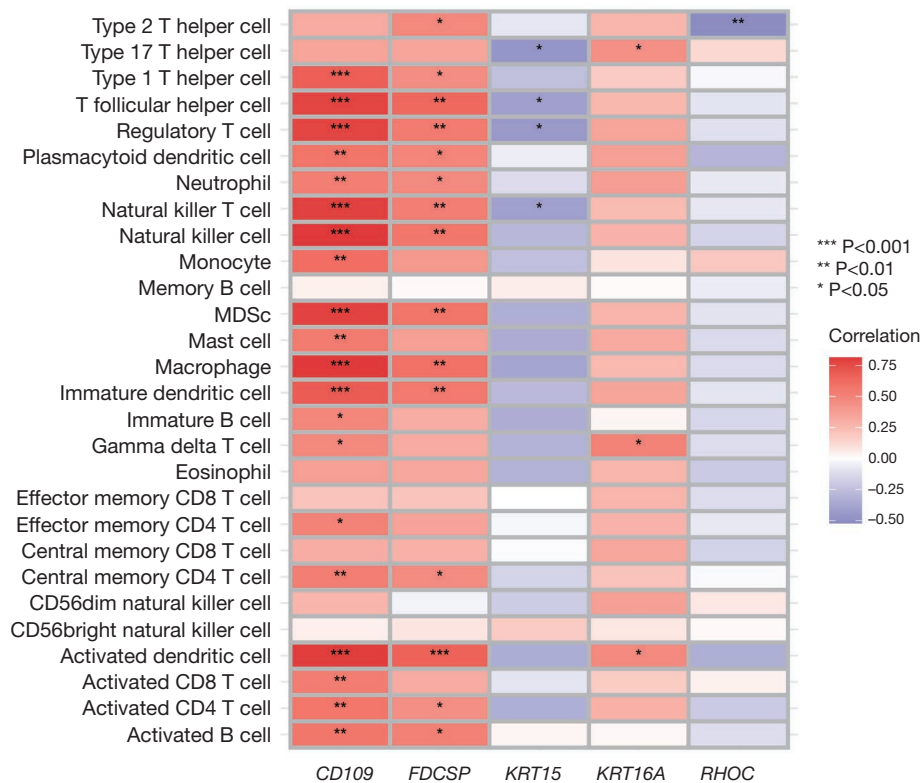 Type 2 T helper cell * **
Type 17 T helper cell * *
Type 1 T helper cell *** *
T follicular helper cell *** ** *
Regulatory T cell *** ** *
Plasmacytoid dendritic cell ** *
Neutrophil ** *
Natural killer T cell *** ** *
Natural killer cell *** **
Monocyte **
Memory B cell
MDSc *** **
Mast cell **
Macrophage *** **
Immature dendritic cell *** **
Immature B cell *
Gamma delta T cell * *
Eosinophil
Effector memory CD8 T cell
Effector memory CD4 T cell *
Central memory CD8 T cell
Central memory CD4 T cell ** *
CD56dim natural killer cell
CD56bright natural killer cell
Activated dendritic cell *** *** *
Activated CD8 T cell **
Activated CD4 T cell ** *
Activated B cell ** *
CD109 FDCSP KRT15 KRT16A RHOC
*** P<0.001
** P<0.01
* P<0.05
Correlation
0.75
0.50
0.25
0.00
−0.25
−0.50